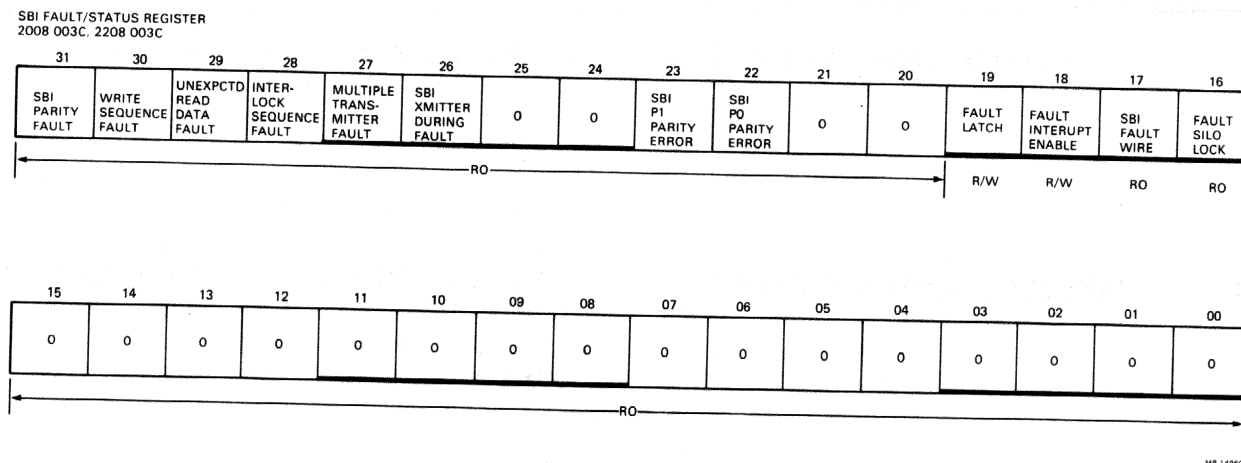 SBI FAULT/STATUS REGISTER
2008 003C, 2208 003C
31 30 29 28 27 26 25 24 23 22 21 20 19 18 17 16
SBI PARITY FAULT
WRITE SEQUENCE FAULT
UNEXPCTD READ DATA FAULT
INTER-LOCK SEQUENCE FAULT
MULTIPLE TRANS-MITTER FAULT
SBI XMITTER DURING FAULT
0
0
SBI P1 PARITY ERROR
SBI P0 PARITY ERROR
0
0
FAULT LATCH
FAULT INTERUPT ENABLE
SBI FAULT WIRE
FAULT SILO LOCK
RO R/W R/W RO RO
15 14 13 12 11 10 09 08 07 06 05 04 03 02 01 00
0 0 0 0 0 0 0 0 0 0 0 0 0 0 0 0
RO